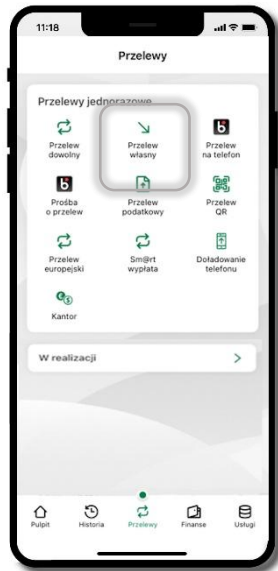 11:18
Przelewy
Przelewy jednorazowe
Przelew
dowolny
Przelew
własny
Przelew
na telefon
Prośba
o przelew
Przelew
podatkowy
Przelew
QR
Przelew
europejski
Sm@rt
wypłata
Doładowanie
telefonu
Kantor
W realizacji
Pulpit
Historia
Przelewy
Finanse
Usługi